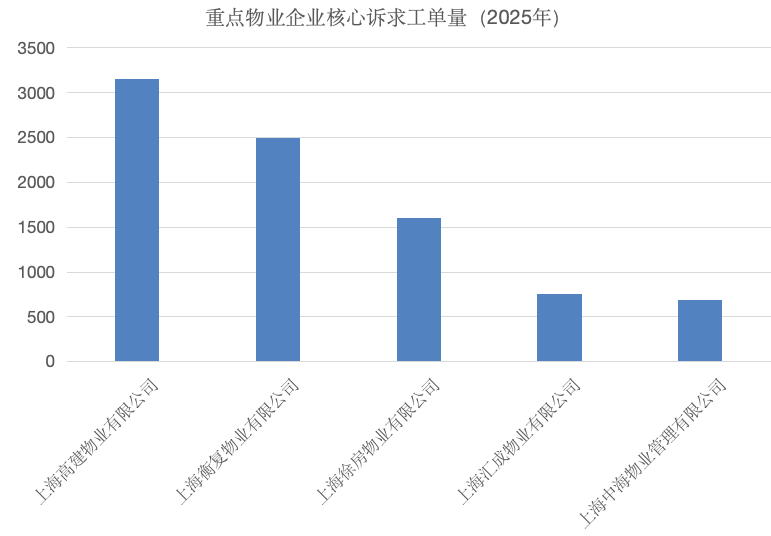 重点物业企业核心诉求工单量（2025年）
3500
3000
2500
2000
1500
1000
500
0
上海高建物业有限公司
上海衡复物业有限公司
上海徐房物业有限公司
上海汇成物业有限公司
上海中海物业管理有限公司